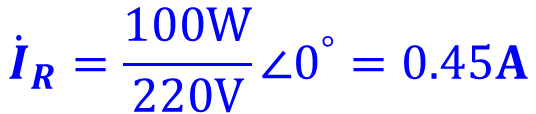 İ_R = 100W / 220V ∠0° = 0.45A